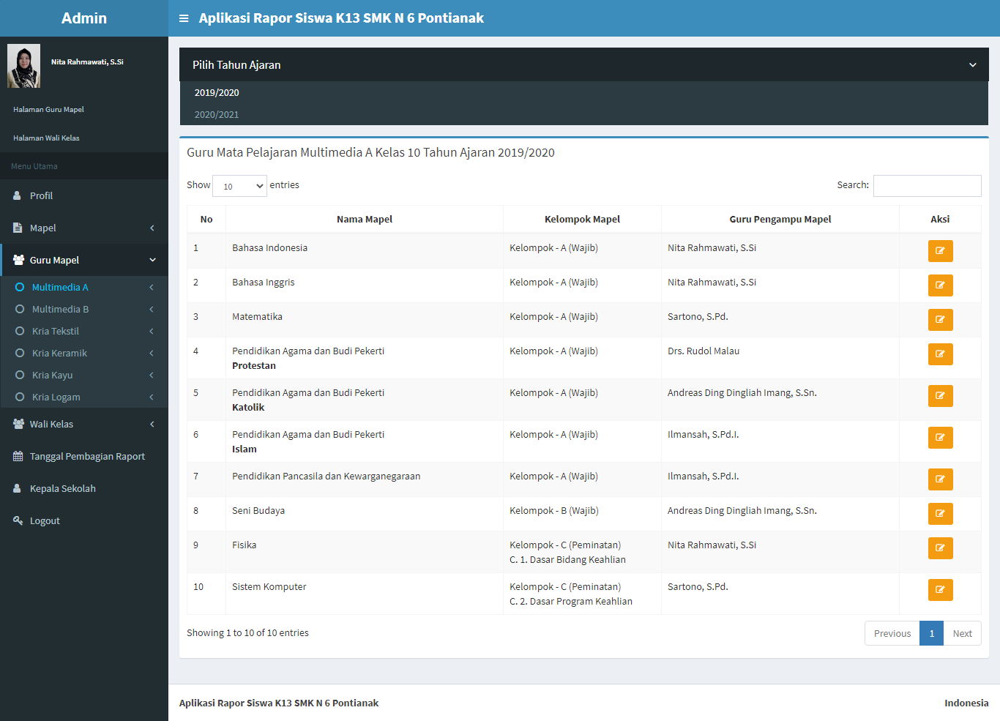 Admin
Aplikasi Rapor Siswa K13 SMK N 6 Pontianak
Nita Rahmawati, S.Si
Halaman Guru Mapel
Halaman Wali Kelas
Menu Utama
Profil
Mapel
Guru Mapel
Multimedia A
Multimedia B
Kria Tekstil
Kria Keramik
Kria Kayu
Kria Logam
Wali Kelas
Tanggal Pembagian Raport
Kepala Sekolah
Logout
Pilih Tahun Ajaran
2019/2020
2020/2021
Guru Mata Pelajaran Multimedia A Kelas 10 Tahun Ajaran 2019/2020
Show 10 entries Search:
No Nama Mapel Kelompok Mapel Guru Pengampu Mapel Aksi
1 Bahasa Indonesia Kelompok - A (Wajib) Nita Rahmawati, S.Si
2 Bahasa Inggris Kelompok - A (Wajib) Nita Rahmawati, S.Si
3 Matematika Kelompok - A (Wajib) Sartono, S.Pd.
4 Pendidikan Agama dan Budi Pekerti Kelompok - A (Wajib) Drs. Rudol Malau
Protestan
5 Pendidikan Agama dan Budi Pekerti Kelompok - A (Wajib) Andreas Ding Dingliah Imang, S.Sn.
Katolik
6 Pendidikan Agama dan Budi Pekerti Kelompok - A (Wajib) Ilmansah, S.Pd.I.
Islam
7 Pendidikan Pancasila dan Kewarganegaraan Kelompok - A (Wajib) Ilmansah, S.Pd.I.
8 Seni Budaya Kelompok - B (Wajib) Andreas Ding Dingliah Imang, S.Sn.
9 Fisika Kelompok - C (Peminatan) Nita Rahmawati, S.Si
C. 1. Dasar Bidang Keahlian
10 Sistem Komputer Kelompok - C (Peminatan) Sartono, S.Pd.
C. 2. Dasar Program Keahlian
Showing 1 to 10 of 10 entries
Previous 1 Next
Aplikasi Rapor Siswa K13 SMK N 6 Pontianak Indonesia